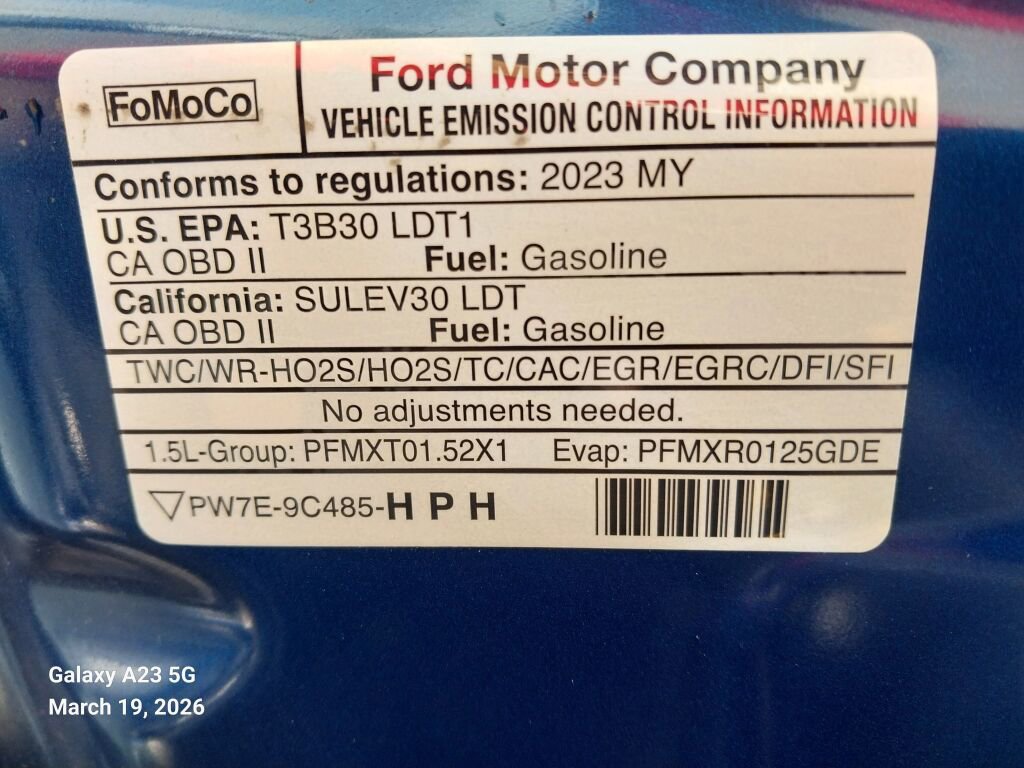 FoMoCo
Ford Motor Company
VEHICLE EMISSION CONTROL INFORMATION
Conforms to regulations: 2023 MY
U.S. EPA: T3B30 LDT1
CA OBD II Fuel: Gasoline
California: SULEV30 LDT
CA OBD II Fuel: Gasoline
TWC/WR-HO2S/HO2S/TC/CAC/EGR/EGRC/DFI/SFI
No adjustments needed.
1.5L-Group: PFMXT01.52X1 Evap: PFMXR0125GDE
PW7E-9C485-H P H
Galaxy A23 5G
March 19, 2026